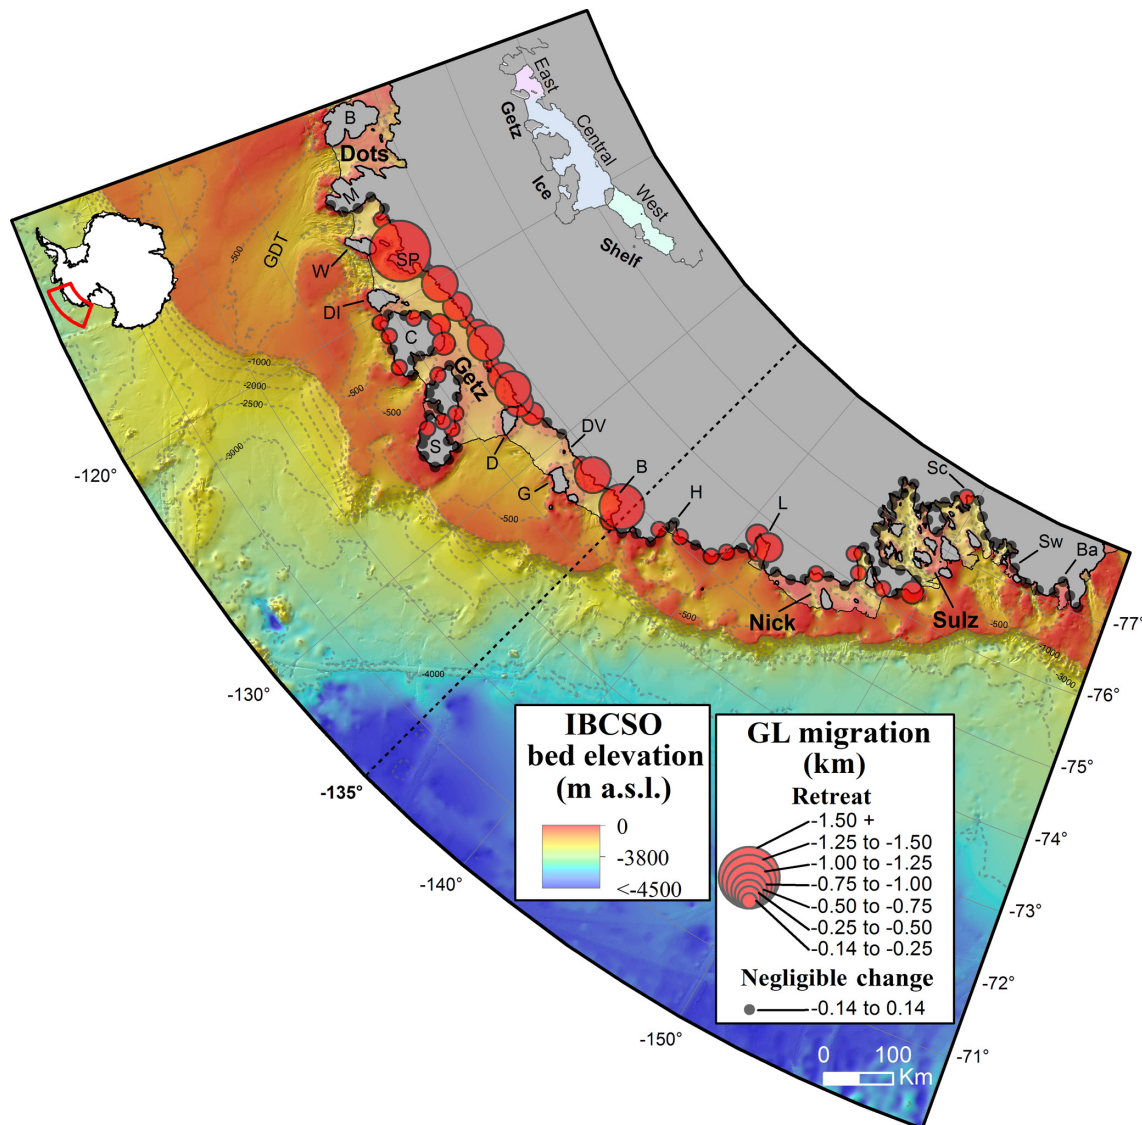 East
Getz
Central
Ice
West
Shelf
B
Dots
M
-500
GDT
W
SP
DI
C
Getz
-1000
-2000
-2500
-3000
-500
-500
S
D
DV
G
B
H
L
Sc
Sw
Ba
-500
-4000
-500
Nick
Sulz
-500
-1000
-3000
-120°
-130°
-135°
-140°
-150°
-77°
-76°
-75°
-74°
-73°
-72°
-71°
IBCSO
bed elevation
(m a.s.l.)
0
-3800
<-4500
GL migration
(km)
Retreat
-1.50 +
-1.25 to -1.50
-1.00 to -1.25
-0.75 to -1.00
-0.50 to -0.75
-0.25 to -0.50
-0.14 to -0.25
Negligible change
-0.14 to 0.14
0 100
Km